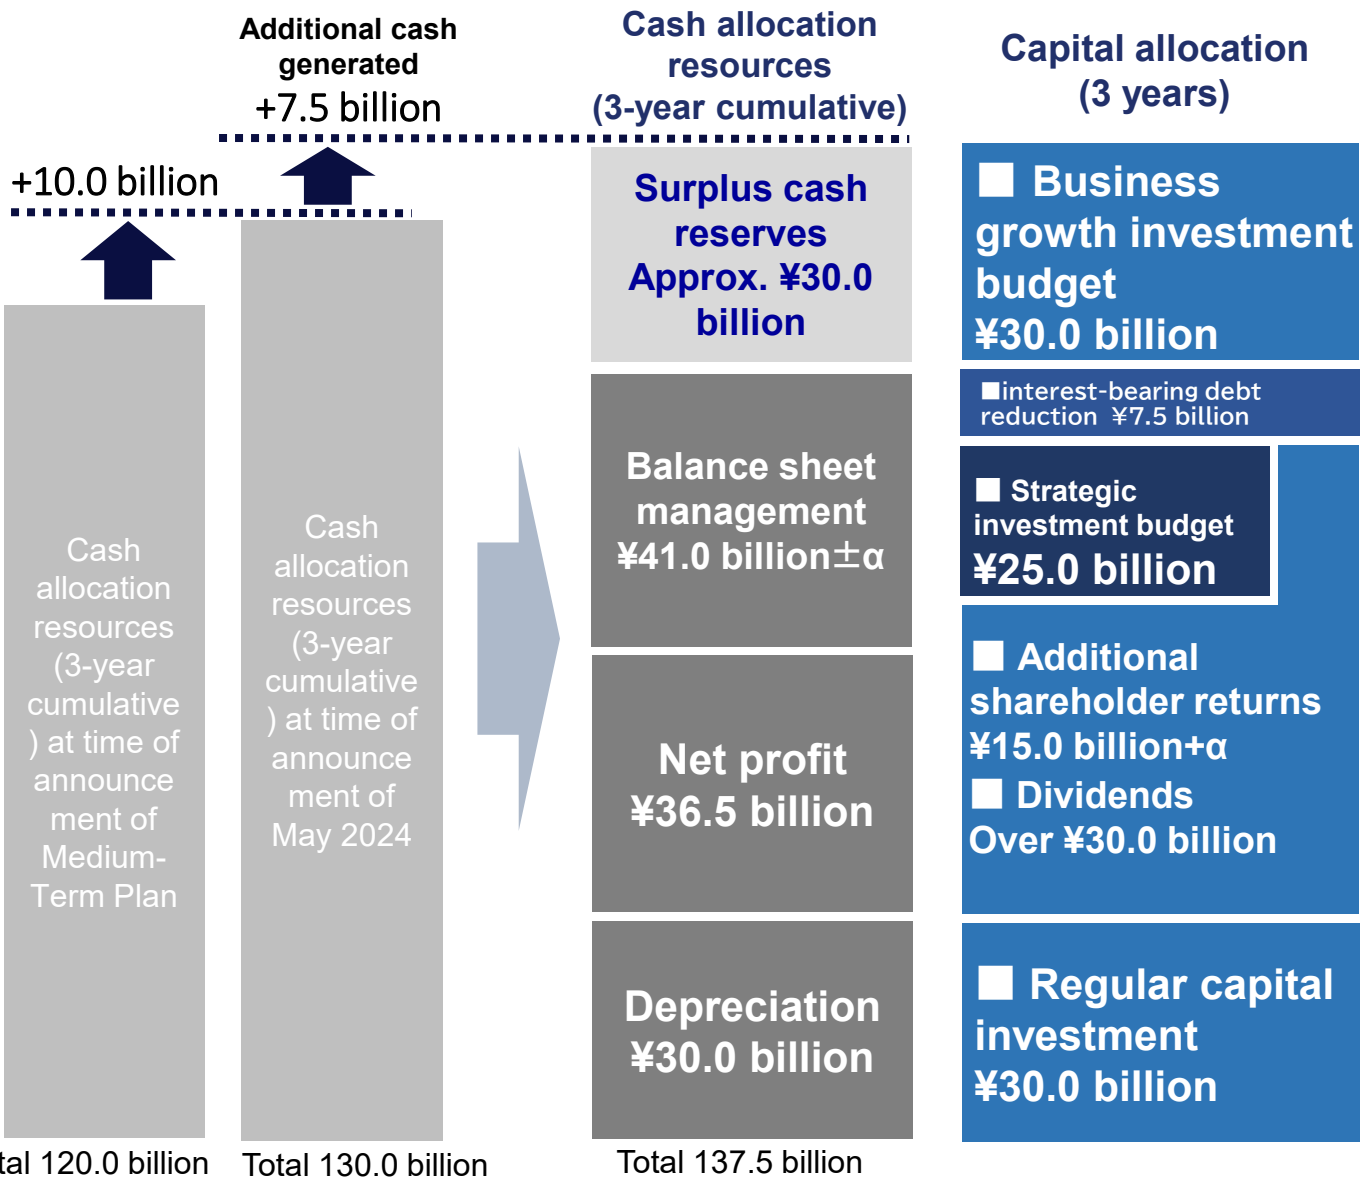 Additional cash
generated
+7.5 billion
+10.0 billion
Cash
allocation
resources
(3-year
cumulative
) at time of
announce
ment of
Medium-
Term Plan
tal 120.0 billion
Cash
allocation
resources
(3-year
cumulative
) at time of
announce
ment of
May 2024
Total 130.0 billion
Cash allocation
resources
(3-year cumulative)
Surplus cash
reserves
Approx. ¥30.0
billion
Balance sheet
management
¥41.0 billion±α
Net profit
¥36.5 billion
Depreciation
¥30.0 billion
Total 137.5 billion
Capital allocation
(3 years)
■ Business
growth investment
budget
¥30.0 billion
■interest-bearing debt
reduction ¥7.5 billion
■ Strategic
investment budget
¥25.0 billion
■ Additional
shareholder returns
¥15.0 billion+α
■ Dividends
Over ¥30.0 billion
■ Regular capital
investment
¥30.0 billion